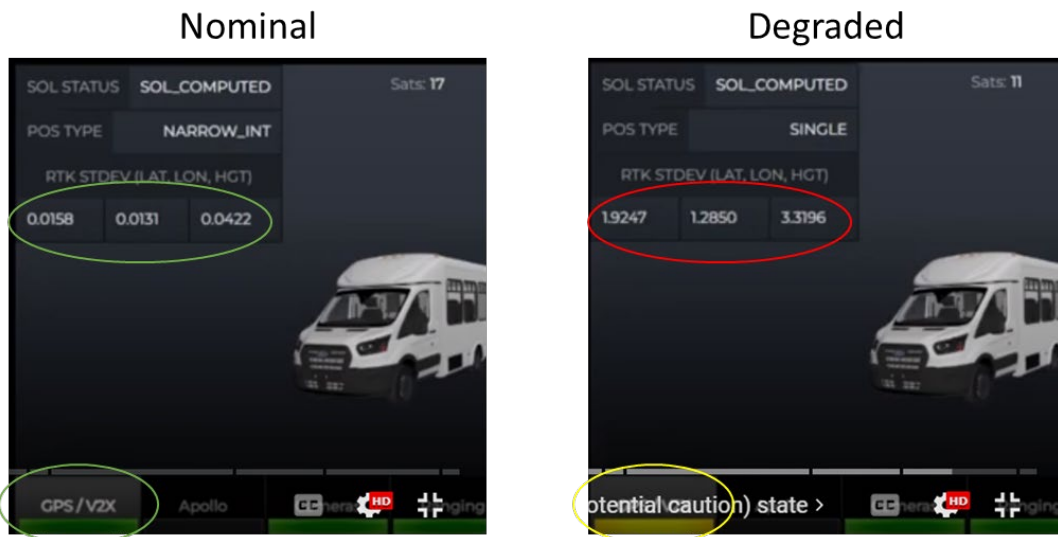 Nominal
SOL STATUS SOL_COMPUTED Sats: 17
POS TYPE NARROW_INT
RTK STDEV (LAT, LON, HGT)
0.0158 0.0131 0.0422
GPS / V2X Apollo CC HD
Degraded
SOL STATUS SOL_COMPUTED Sats: 11
POS TYPE SINGLE
RTK STDEV (LAT, LON, HGT)
1.9247 1.2850 3.3196
otential caution) state > CC HD